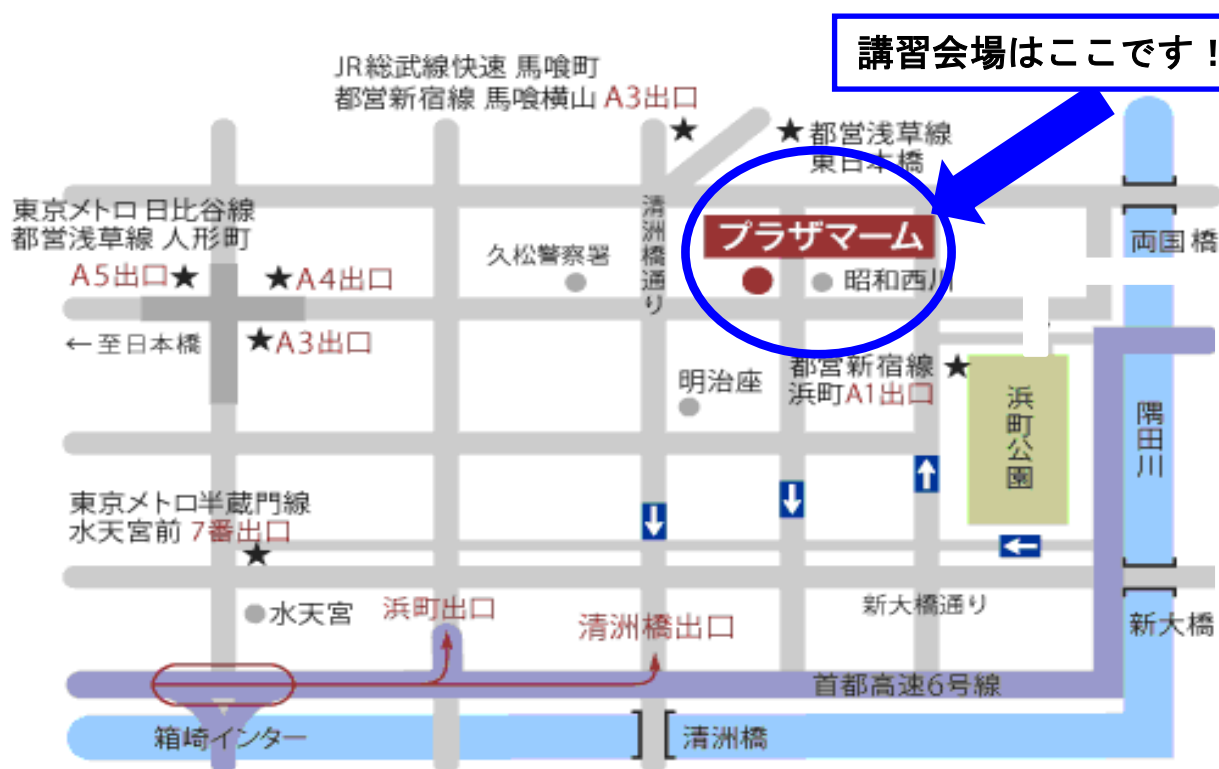 講習会場はここです！
JR総武線快速 馬喰町
都営新宿線 馬喰横山 A3出口
★都営浅草線
東日本橋
東京メトロ 日比谷線
都営浅草線 人形町
A5出口★
★A4出口
★A3出口
←至日本橋
久松警察署
清洲橋通り
プラザマーム
昭和西川
両国橋
明治座
都営新宿線★
浜町A1出口
浜町公園
隅田川
東京メトロ半蔵門線
水天宮前 7番出口
水天宮
浜町出口
清洲橋出口
新大橋通り
新大橋
首都高速6号線
箱崎インター
清洲橋